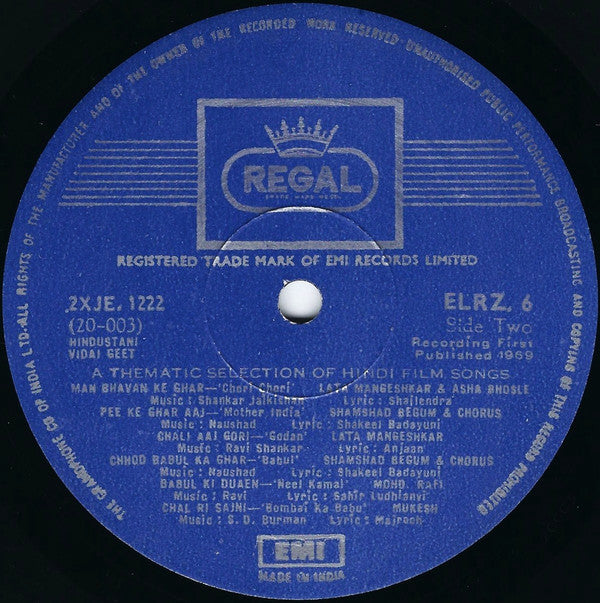 THE GRAMOPHONE CO OF INDIA LTD-ALL RIGHTS OF THE MANUFACTURER AND OF THE OWNER OF THE RECORDED WORK RESERVED-UNAUTHORISED PUBLIC PERFORMANCE BROADCASTING AND COPYING OF THIS RECORD PROHIBITED
REGAL
TRADE MARK REGD.
REGISTERED TRADE MARK OF EMI RECORDS LIMITED
2XJE. 1222
(20-003)
HINDUSTANI
VIDAI GEET
ELRZ. 6
Side Two
Recording First
Published 1969
A THEMATIC SELECTION OF HINDI FILM SONGS
MAN BHAVAN KE GHAR—'Chori Chori' LATA MANGESHKAR & ASHA BHOSLE
Music : Shankar Jaikishan Lyric : Shailendra
PEE KE GHAR AAJ—'Mother India' SHAMSHAD BEGUM & CHORUS
Music : Naushad Lyric : Shakeel Badayuni
CHALI AAJ GORI—'Godan' LATA MANGESHKAR
Music : Ravi Shankar Lyric : Anjaan
CHHOD BABUL KA GHAR—'Babul' SHAMSHAD BEGUM & CHORUS
Music : Naushad Lyric : Shakeel Badayuni
BABUL KI DUAEN—'Neel Kamal' MOHD. RAFI
Music : Ravi Lyric : Sahir Ludhianvi
CHAL RI SAJNI—'Bombai Ka Babu' MUKESH
Music : S. D. Burman Lyric : Majrooh
EMI
MADE IN INDIA